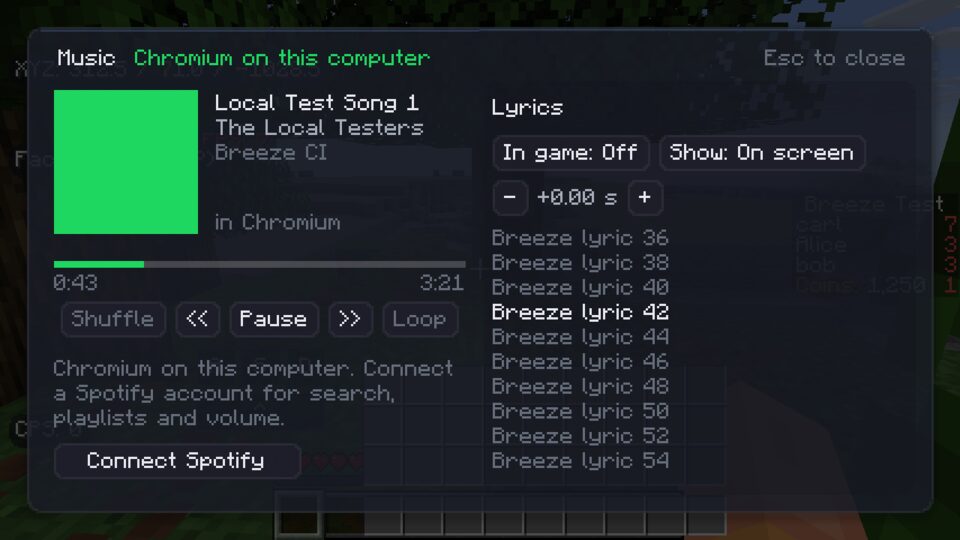 Music Chromium on this computer
Esc to close
Local Test Song 1
The Local Testers
Breeze CI
in Chromium
0:43
3:21
Shuffle << Pause >> Loop
Chromium on this computer. Connect
a Spotify account for search,
playlists and volume.
Connect Spotify
Lyrics
In game: Off Show: On screen
- +0.00 s +
Breeze lyric 36
Breeze lyric 38
Breeze lyric 40
Breeze lyric 42
Breeze lyric 44
Breeze lyric 46
Breeze lyric 48
Breeze lyric 50
Breeze lyric 52
Breeze lyric 54
Breeze Test
carl 7
Alice 3
bob 3
Coins: 1,250 1